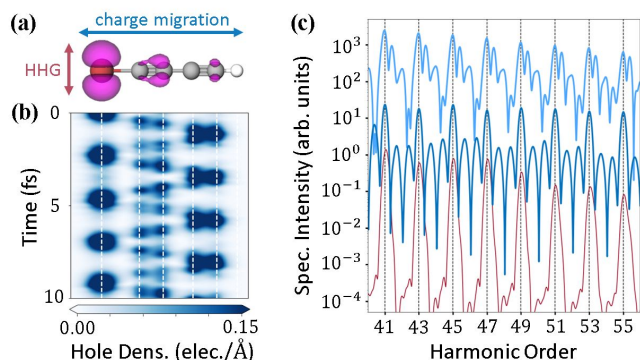 (a)
charge migration
HHG
(b)
0
5
10
Time (fs)
0.00
0.15
Hole Dens. (elec./Å)
(c)
Spec. Intensity (arb. units)
10³
10²
10¹
10⁰
10⁻¹
10⁻²
10⁻³
10⁻⁴
41 43 45 47 49 51 53 55
Harmonic Order